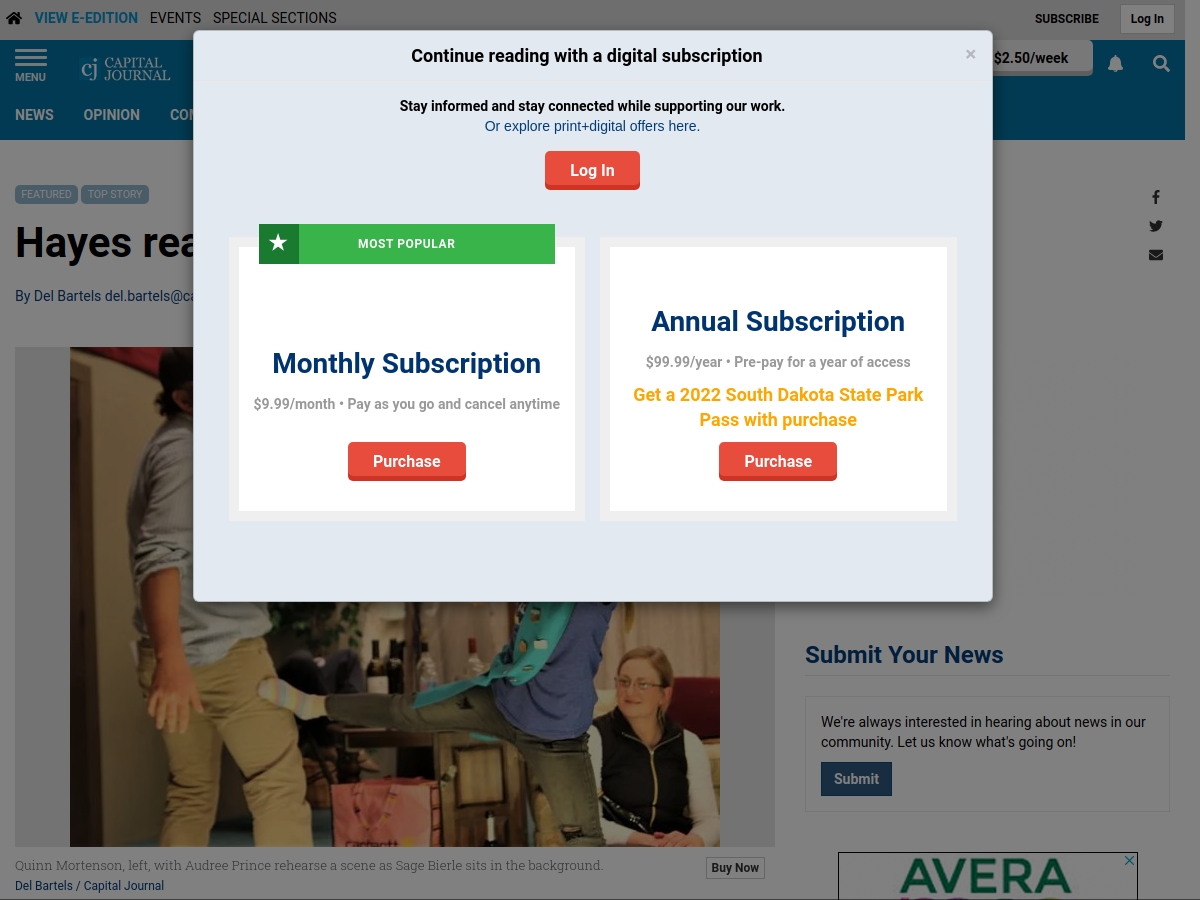 VIEW E-EDITION EVENTS SPECIAL SECTIONS
SUBSCRIBE Log In
MENU
cj CAPITAL JOURNAL
$2.50/week
NEWS OPINION
Continue reading with a digital subscription ×
Stay informed and stay connected while supporting our work.
Or explore print+digital offers here.
Log In
FEATURED TOP STORY
Hayes
By Del Bartels
MOST POPULAR
Monthly Subscription
$9.99/month • Pay as you go and cancel anytime
Purchase
Annual Subscription
$99.99/year • Pre-pay for a year of access
Get a 2022 South Dakota State Park
Pass with purchase
Purchase
Submit Your News
We're always interested in hearing about news in our
community. Let us know what's going on!
Submit
carhartt
Quinn Mortenson, left, with Audree Prince rehearse a scene as Sage Bierle sits in the background.
Buy Now
Del Bartels / Capital Journal
AVERA